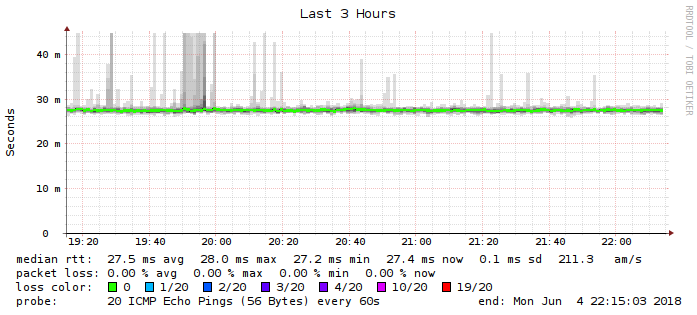 Last 3 Hours
RRDTOOL / TOBI OETIKER
Seconds
40 m
30 m
20 m
10 m
0
19:20 19:40 20:00 20:20 20:40 21:00 21:20 21:40 22:00
median rtt: 27.5 ms avg 28.0 ms max 27.2 ms min 27.4 ms now 0.1 ms sd 211.3 am/s
packet loss: 0.00 % avg 0.00 % max 0.00 % min 0.00 % now
loss color: 0 1/20 2/20 3/20 4/20 10/20 19/20
probe: 20 ICMP Echo Pings (56 Bytes) every 60s end: Mon Jun 4 22:15:03 2018